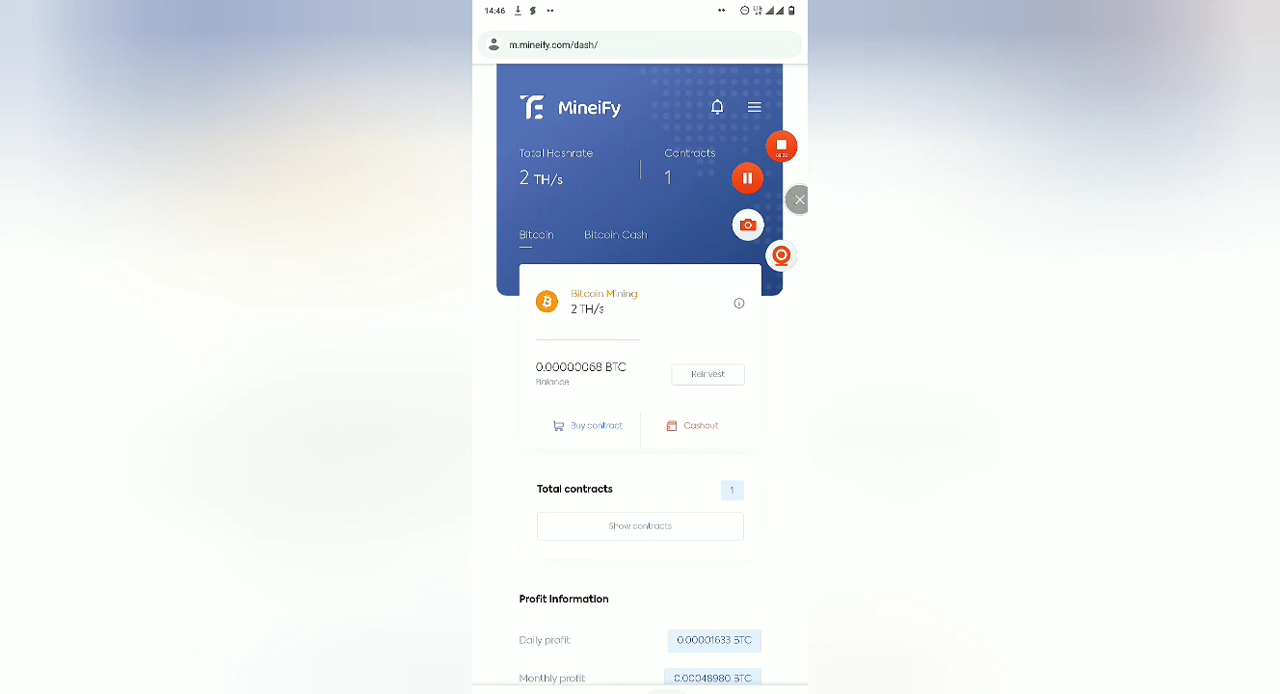 14:46
m.mineify.com/dash/
MineiFy
Total Hashrate
Contracts
2 TH/s
1
Bitcoin
Bitcoin Cash
Bitcoin Mining
2 TH/s
0.00000068 BTC
Balance
Reinvest
Buy contract
Cashout
Total contracts
1
Show contracts
Profit Information
Daily profit
0.00001633 BTC
Monthly profit
0.00048980 BTC